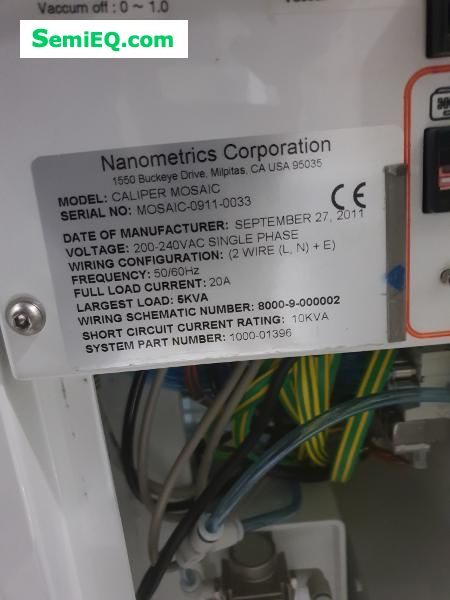 Vaccum off : 0 ~ 1.0
SemiEQ.com
Nanometrics Corporation
1550 Buckeye Drive, Milpitas, CA USA 95035
MODEL: CALIPER MOSAIC
SERIAL NO: MOSAIC-0911-0033
CE
DATE OF MANUFACTURER: SEPTEMBER 27, 2011
VOLTAGE: 200-240VAC SINGLE PHASE
WIRING CONFIGURATION: (2 WIRE (L, N) + E)
FREQUENCY: 50/60Hz
FULL LOAD CURRENT: 20A
LARGEST LOAD: 5KVA
WIRING SCHEMATIC NUMBER: 8000-9-000002
SHORT CIRCUIT CURRENT RATING: 10KVA
SYSTEM PART NUMBER: 1000-01396